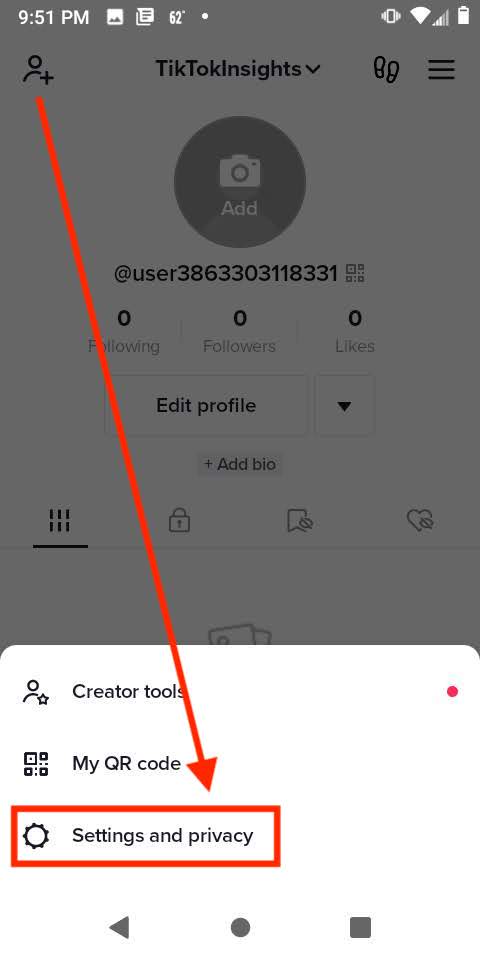 9:51 PM 62°
TikTokInsights
Add
@user3863303118331
0 0 0
Following Followers Likes
Edit profile
+ Add bio
Creator tools
My QR code
Settings and privacy